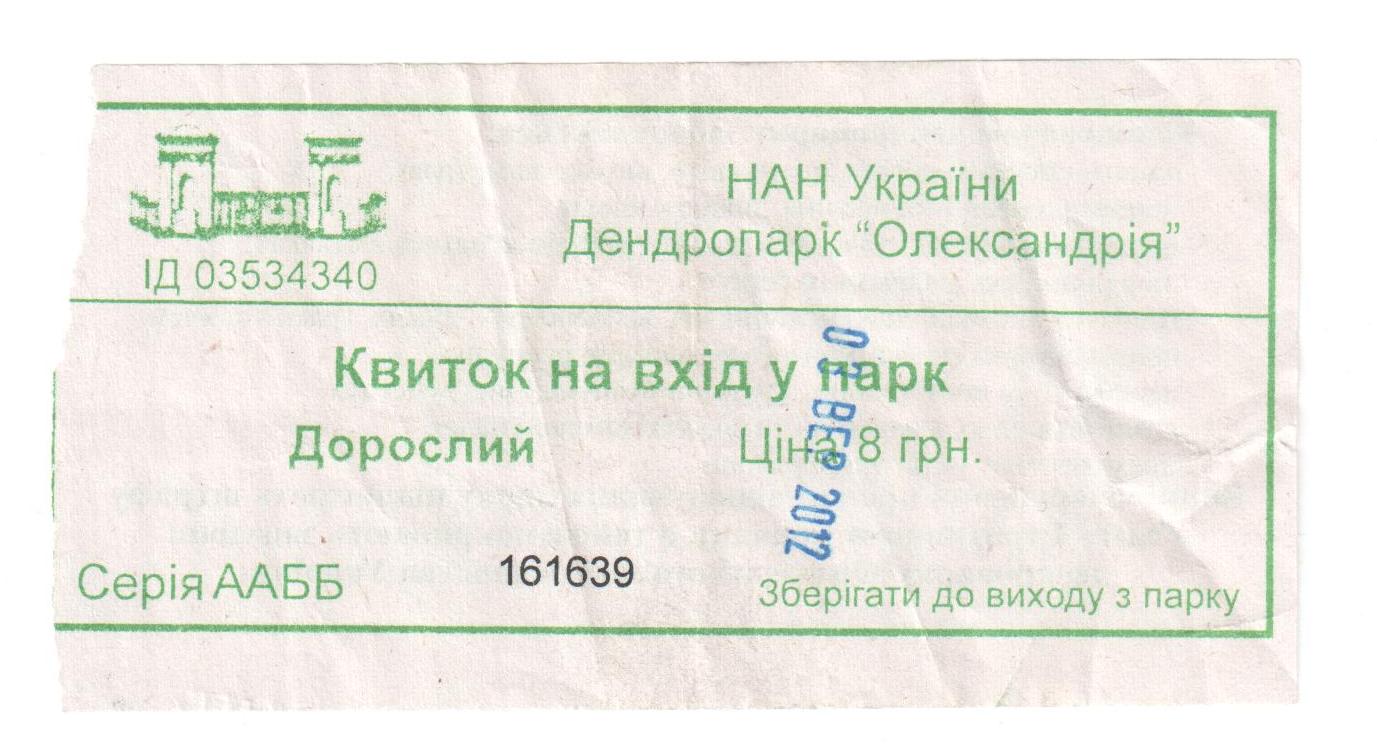 НАН України
Дендропарк “Олександрія”
ІД 03534340
Квиток на вхід у парк
Дорослий
Ціна 8 грн.
ВЕР 2012
Серія ААББ
161639
Зберігати до виходу з парку